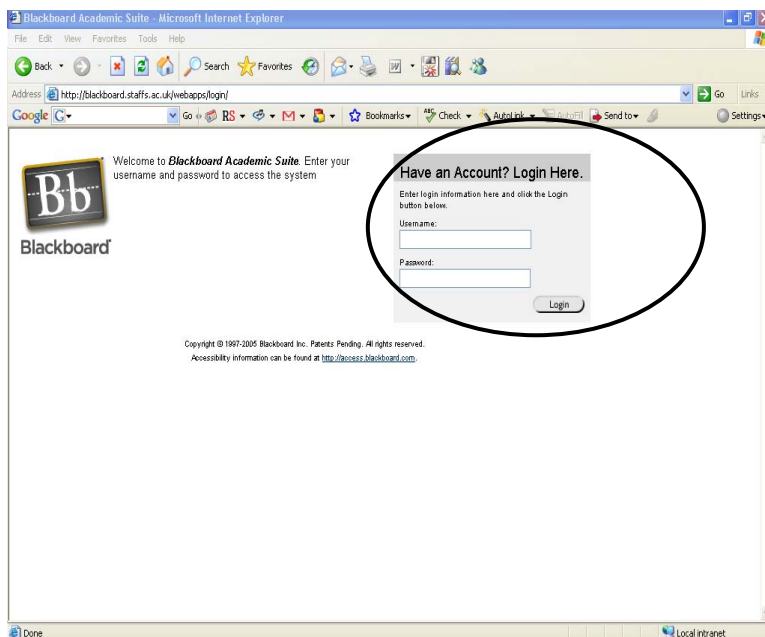 Blackboard Academic Suite - Microsoft Internet Explorer
File Edit View Favorites Tools Help
Back Search Favorites
Address http://blackboard.staffs.ac.uk/webapps/login/ Go Links
Google G Go RS Bookmarks ABC Check AutoLink AutoFill Send to Settings
Welcome to Blackboard Academic Suite. Enter your
username and password to access the system
Bb
Blackboard
Have an Account? Login Here.
Enter login information here and click the Login
button below.
Username:
Password:
Login
Copyright © 1997-2005 Blackboard Inc. Patents Pending. All rights reserved.
Accessibility information can be found at http://access.blackboard.com.
Done Local intranet